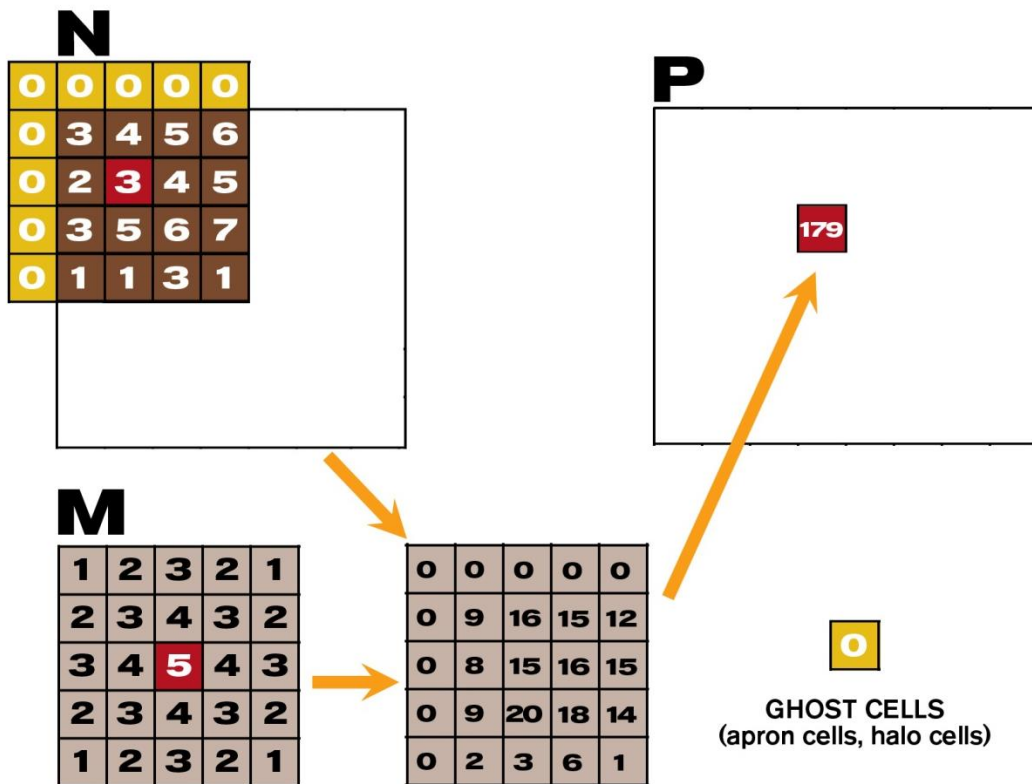 N
0 0 0 0 0
0 3 4 5 6
0 2 3 4 5
0 3 5 6 7
0 1 1 3 1
P
179
M
1 2 3 2 1
2 3 4 3 2
3 4 5 4 3
2 3 4 3 2
1 2 3 2 1
0 0 0 0 0
0 9 16 15 12
0 8 15 16 15
0 9 20 18 14
0 2 3 6 1
0
GHOST CELLS
(apron cells, halo cells)